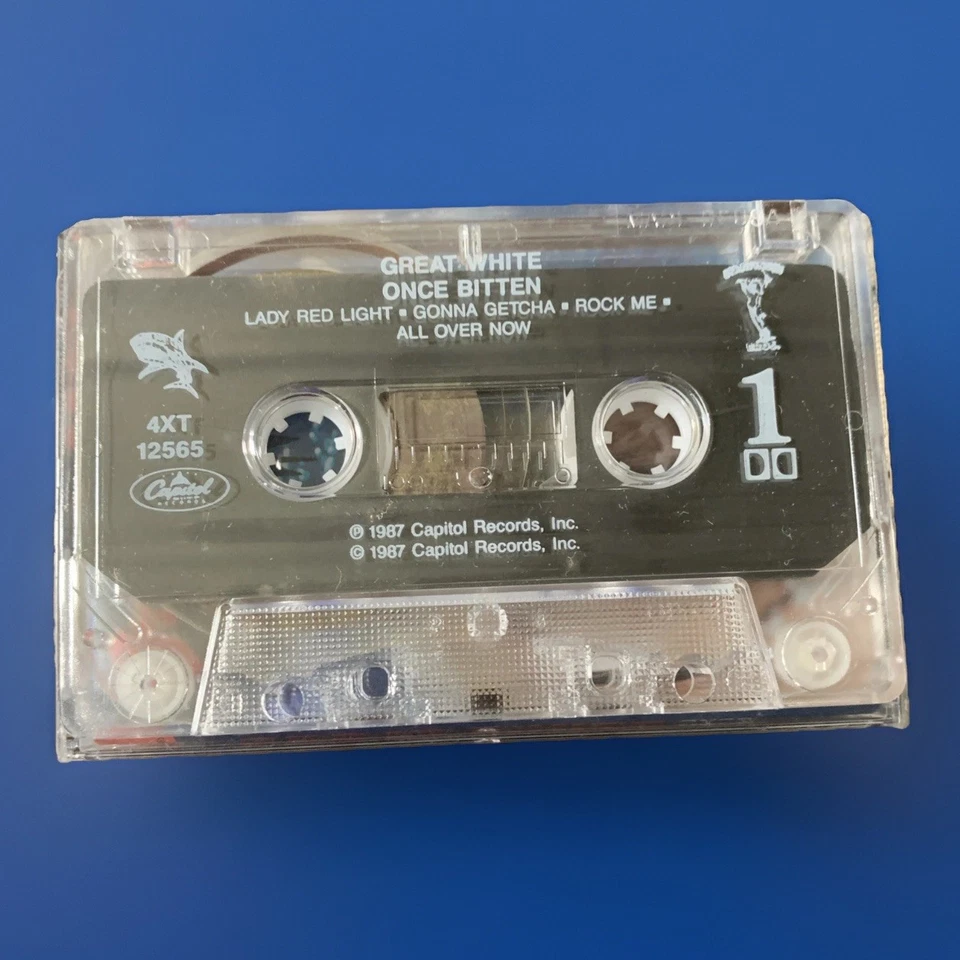 GREAT WHITE
ONCE BITTEN
LADY RED LIGHT ▪ GONNA GETCHA ▪ ROCK ME ▪
ALL OVER NOW
4XT
12565
Capitol
1
℗ 1987 Capitol Records, Inc.
© 1987 Capitol Records, Inc.